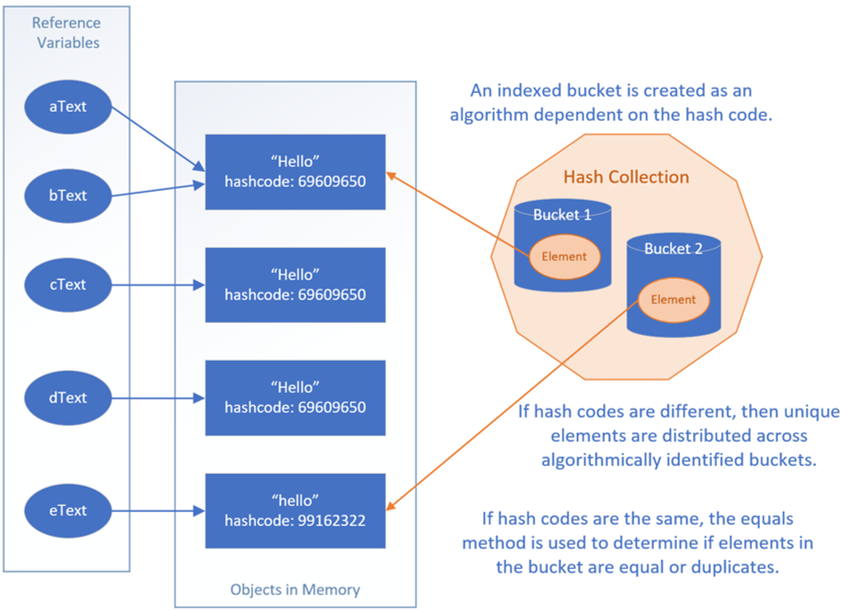 Reference
Variables
aText
bText
cText
dText
eText
“Hello”
hashcode: 69609650
“Hello”
hashcode: 69609650
“Hello”
hashcode: 69609650
“hello”
hashcode: 99162322
Objects in Memory
An indexed bucket is created as an
algorithm dependent on the hash code.
Hash Collection
Bucket 1
Element
Bucket 2
Element
If hash codes are different, then unique
elements are distributed across
algorithmically identified buckets.
If hash codes are the same, the equals
method is used to determine if elements in
the bucket are equal or duplicates.